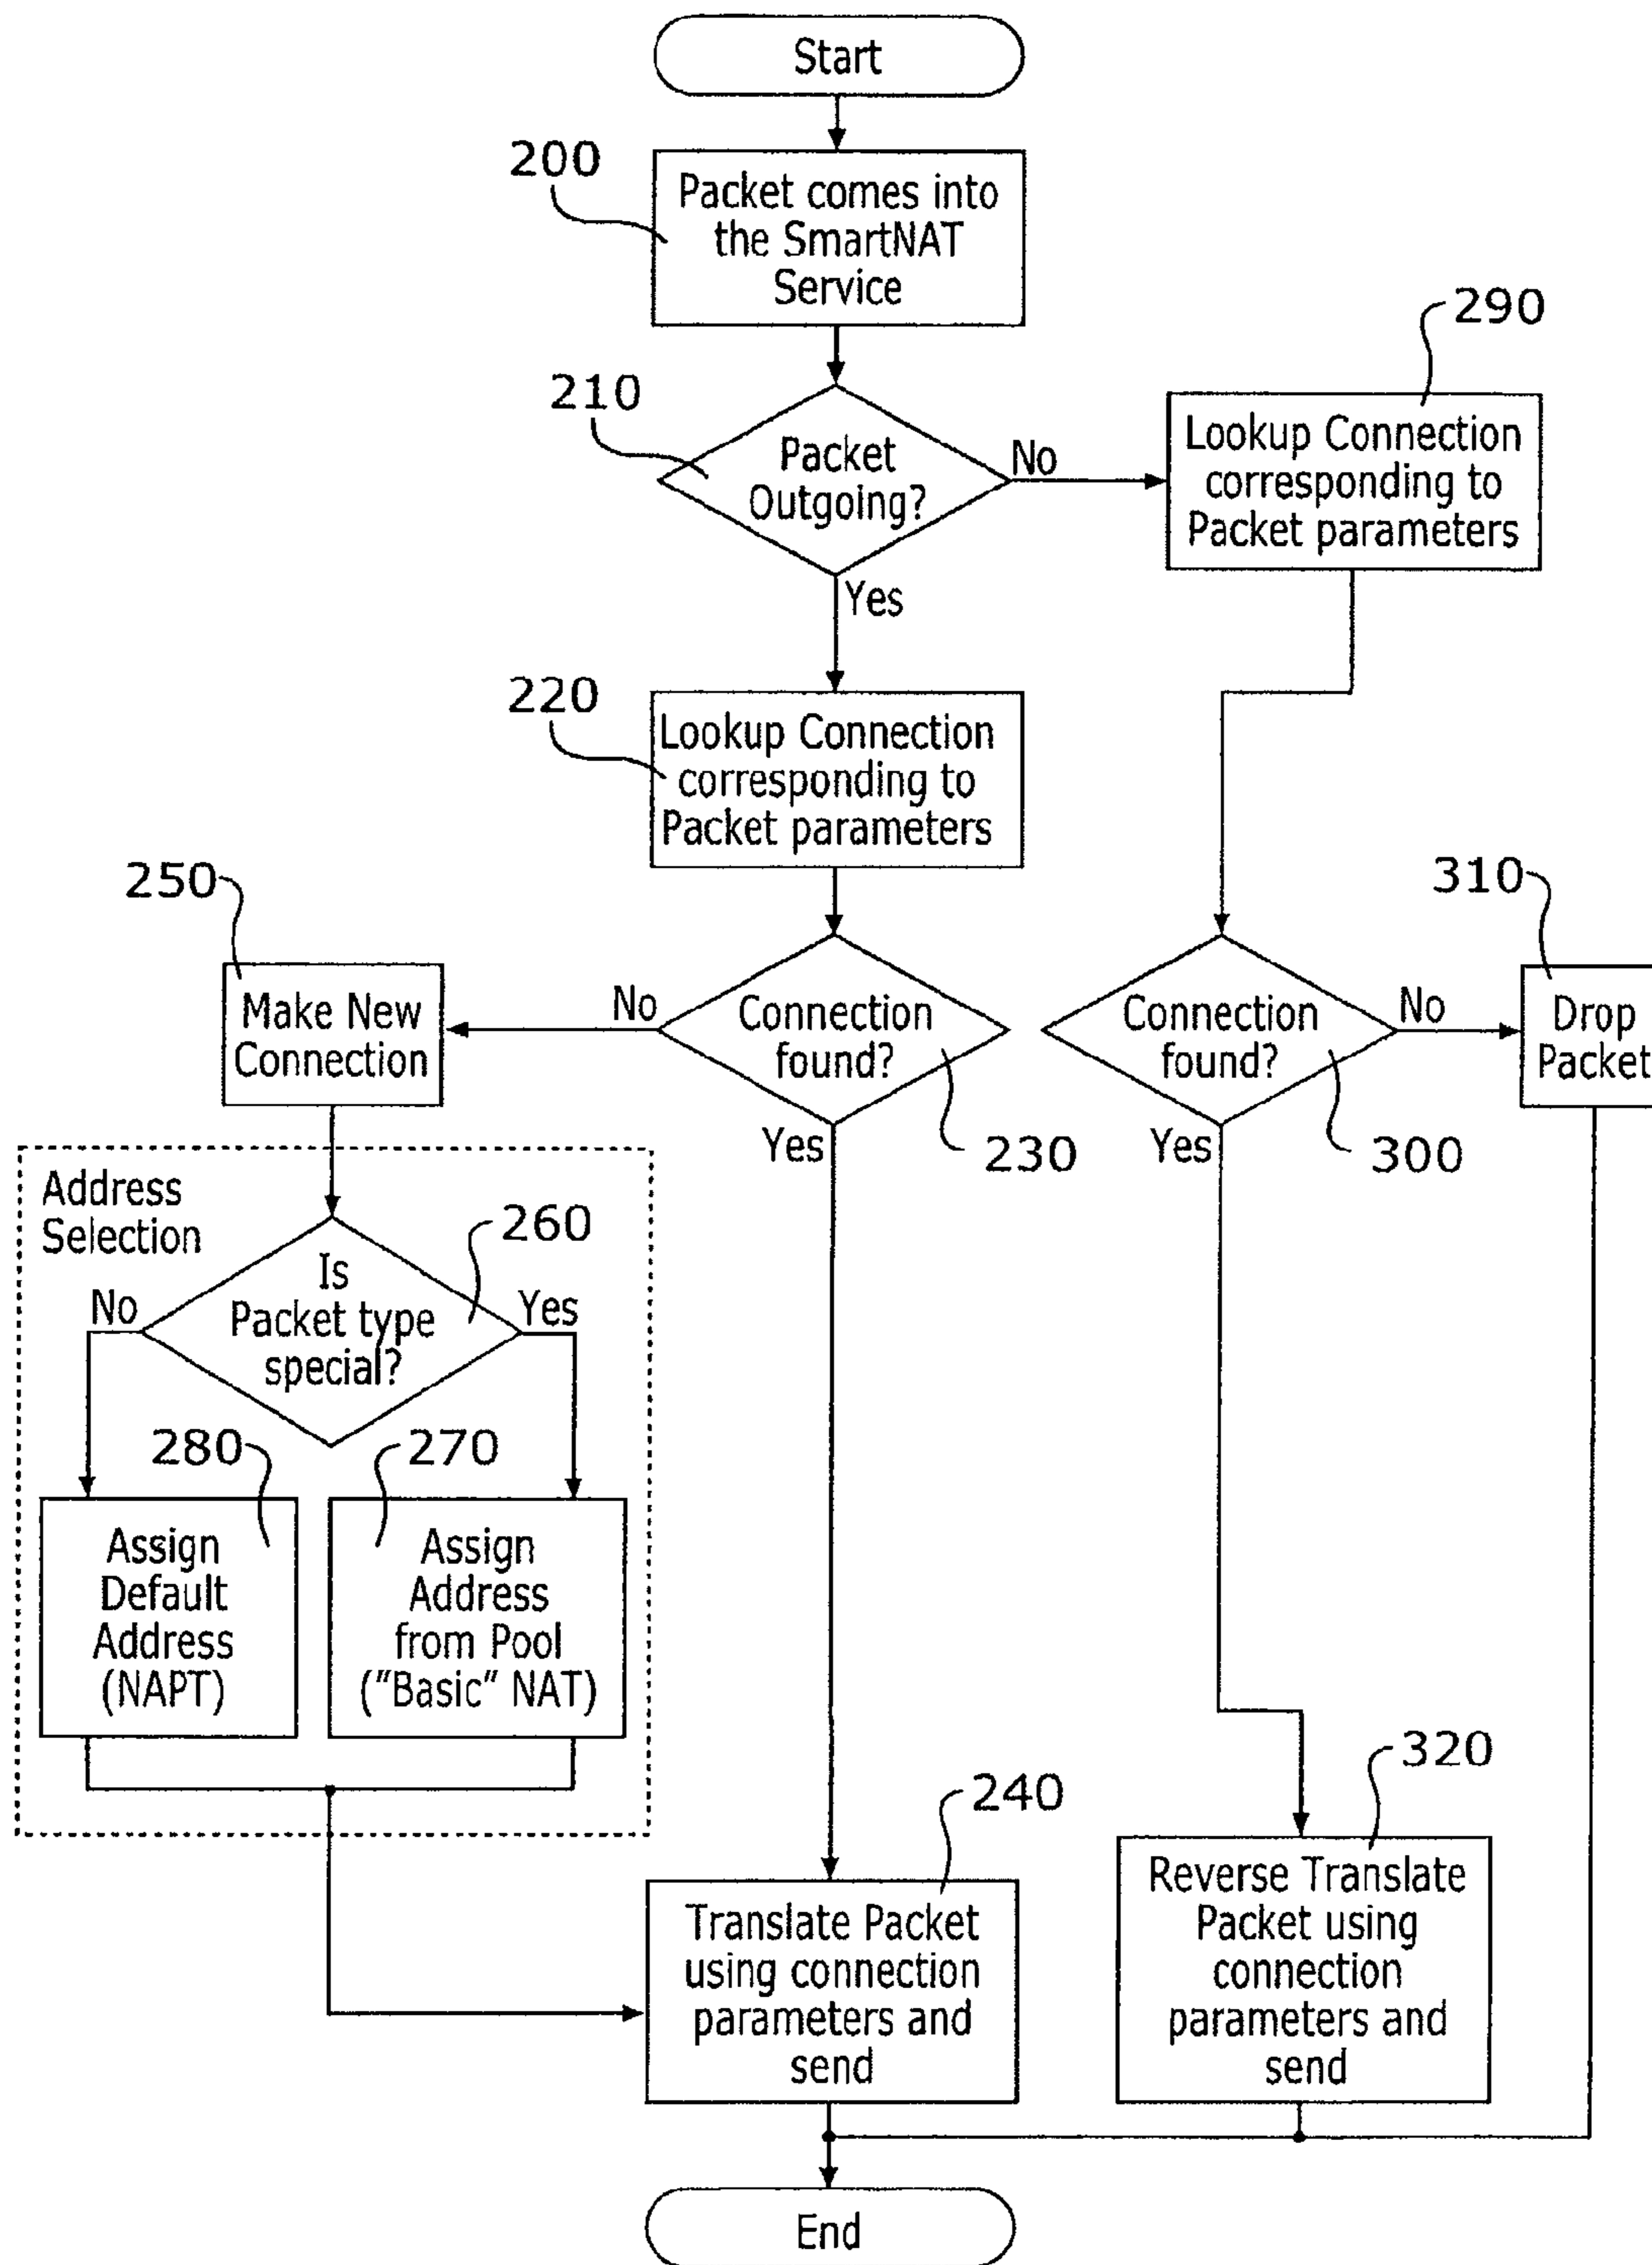 Start
200
Packet comes into
the SmartNAT
Service
290
210
Packet
Outgoing?
No
Lookup Connection
corresponding to
Packet parameters
Yes
220
Lookup Connection
corresponding to
Packet parameters
250
310
Make New
Connection
No
Connection
found?
Connection
found?
No
Drop
Packet
Yes
230
Yes
300
Address
Selection
260
Is
Packet type
special?
No
Yes
280
270
Assign
Default
Address
(NAPT)
Assign
Address
from Pool
("Basic" NAT)
240
320
Translate Packet
using connection
parameters and
send
Reverse Translate
Packet using
connection
parameters and
send
End